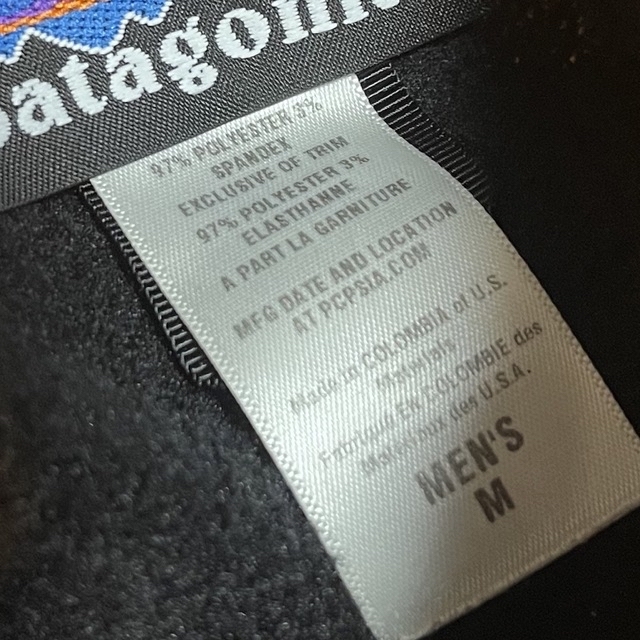 patagonia
97% POLYESTER 3%
SPANDEX
EXCLUSIVE OF TRIM
97% POLYESTER 3%
ELASTHANNE
A PART LA GARNITURE
MFG DATE AND LOCATION
AT PCPSIA.COM
Made in COLOMBIA of U.S.
Materials
Fabriqué EN COLOMBIE des
Materiaux des U.S.A.
MEN'S
M